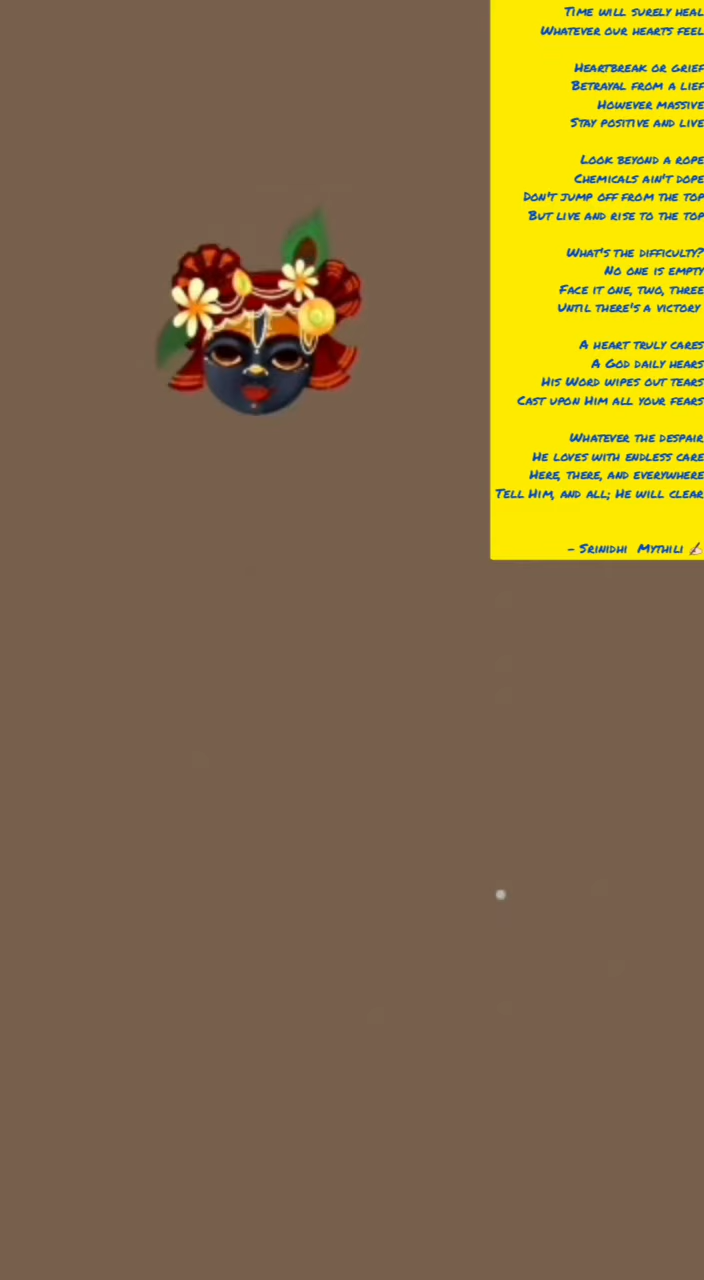 Time will surely heal
Whatever our hearts feel
Heartbreak or grief
Betrayal from a lief
However massive
Stay positive and live
Look beyond a rope
Chemicals ain't dope
Don't jump off from the top
But live and rise to the top
What's the difficulty?
No one is empty
Face it one, two, three
Until there's a victory
A heart truly cares
A God daily hears
His Word wipes out tears
Cast upon Him all your fears
Whatever the despair
He loves with endless care
Here, there, and everywhere
Tell Him, and all; He will clear
- Srinidhi Mythili ✍🏻